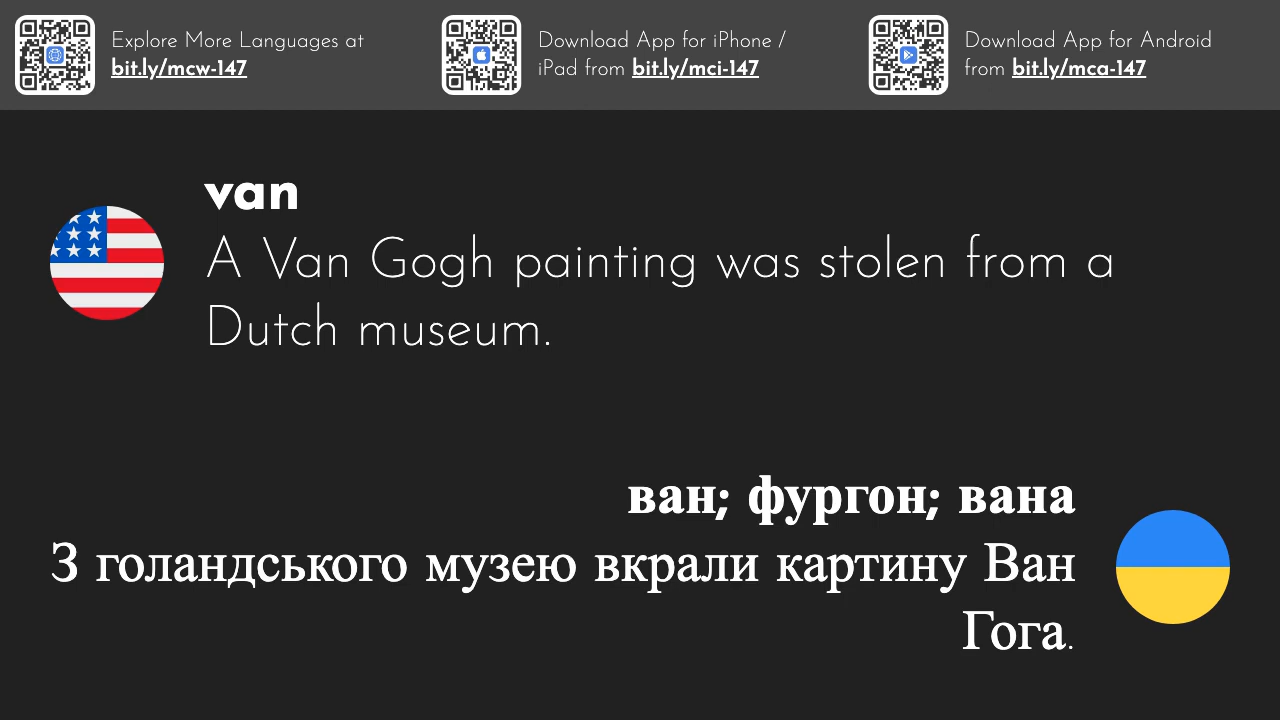 Explore More Languages at
bit.ly/mcw-147
Download App for iPhone /
iPad from bit.ly/mci-147
Download App for Android
from bit.ly/mca-147
van
A Van Gogh painting was stolen from a
Dutch museum.
ван; фургон; вана
З голандського музею вкрали картину Ван
Гога.